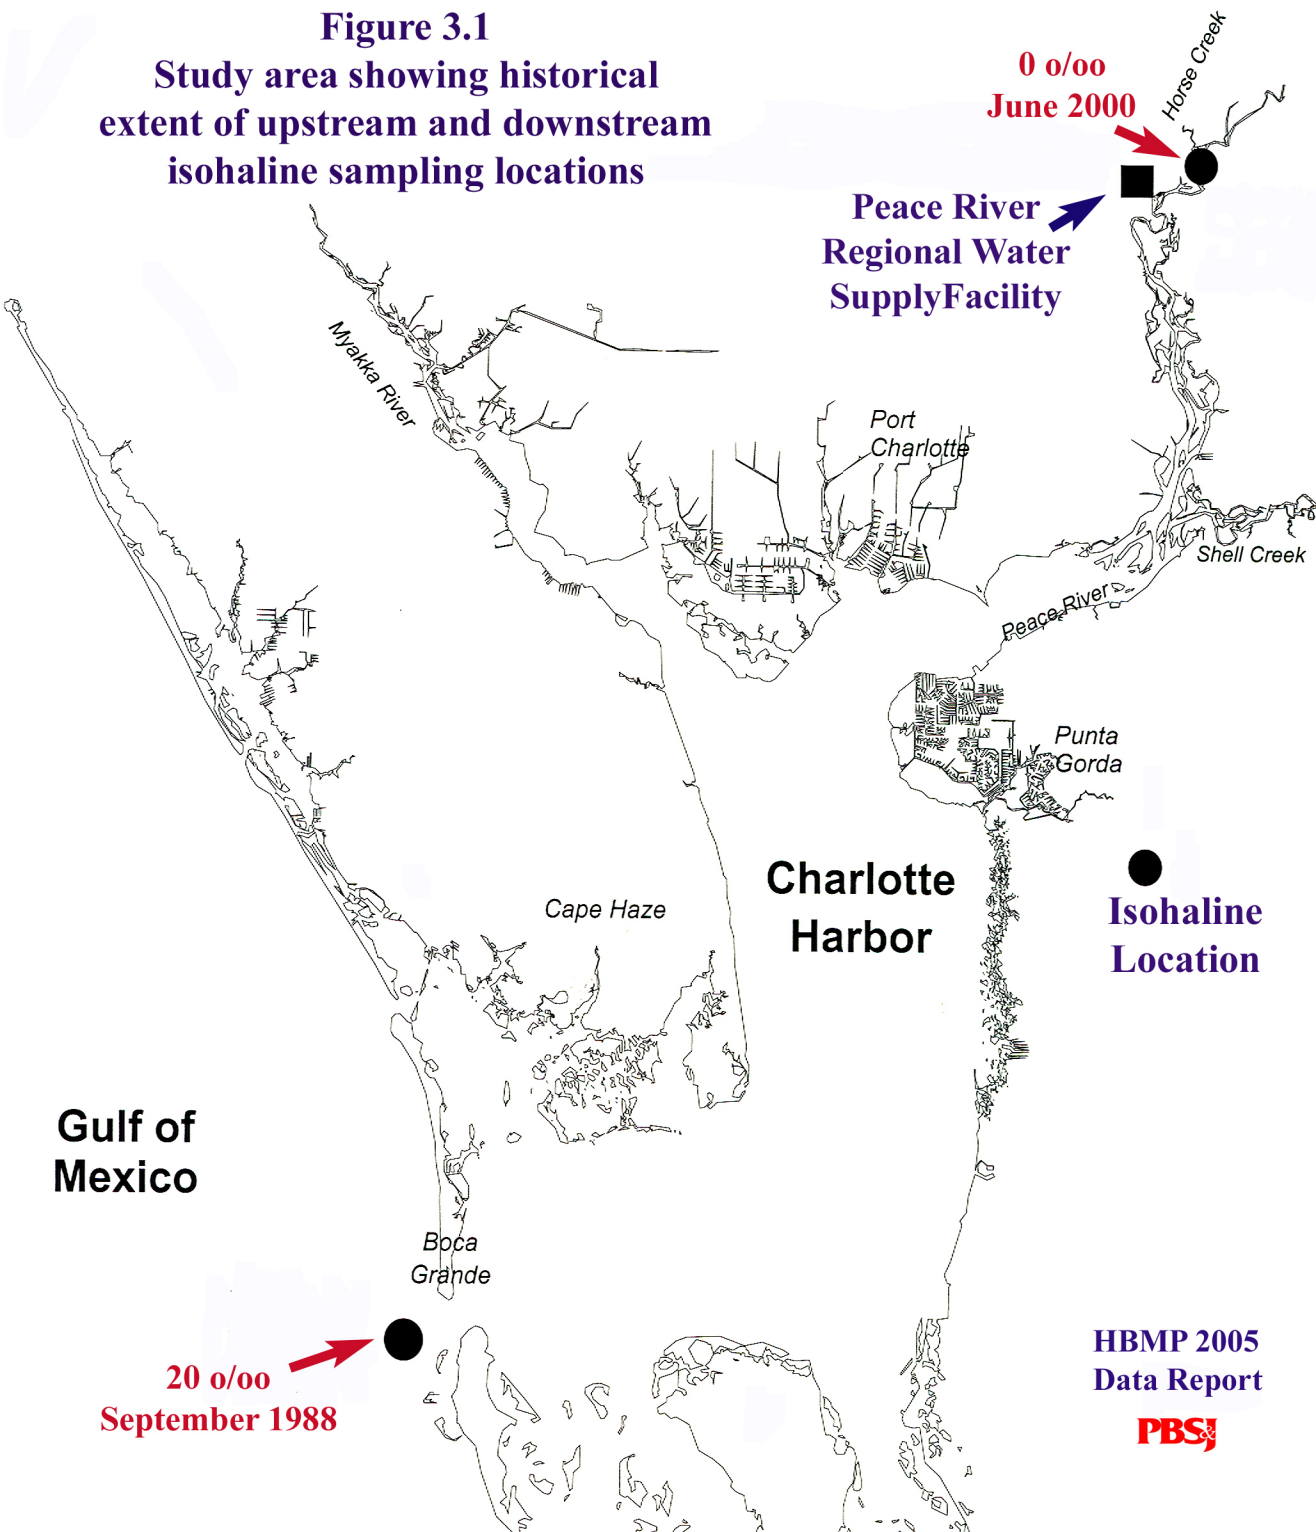 Figure 3.1
Study area showing historical
extent of upstream and downstream
isohaline sampling locations
0 o/oo
June 2000
Horse Creek
Peace River
Regional Water
SupplyFacility
Myakka River
Port
Charlotte
Shell Creek
Peace River
Punta
Gorda
Charlotte
Harbor
Isohaline
Location
Cape Haze
Gulf of
Mexico
Boca
Grande
20 o/oo
September 1988
HBMP 2005
Data Report
PBS&J